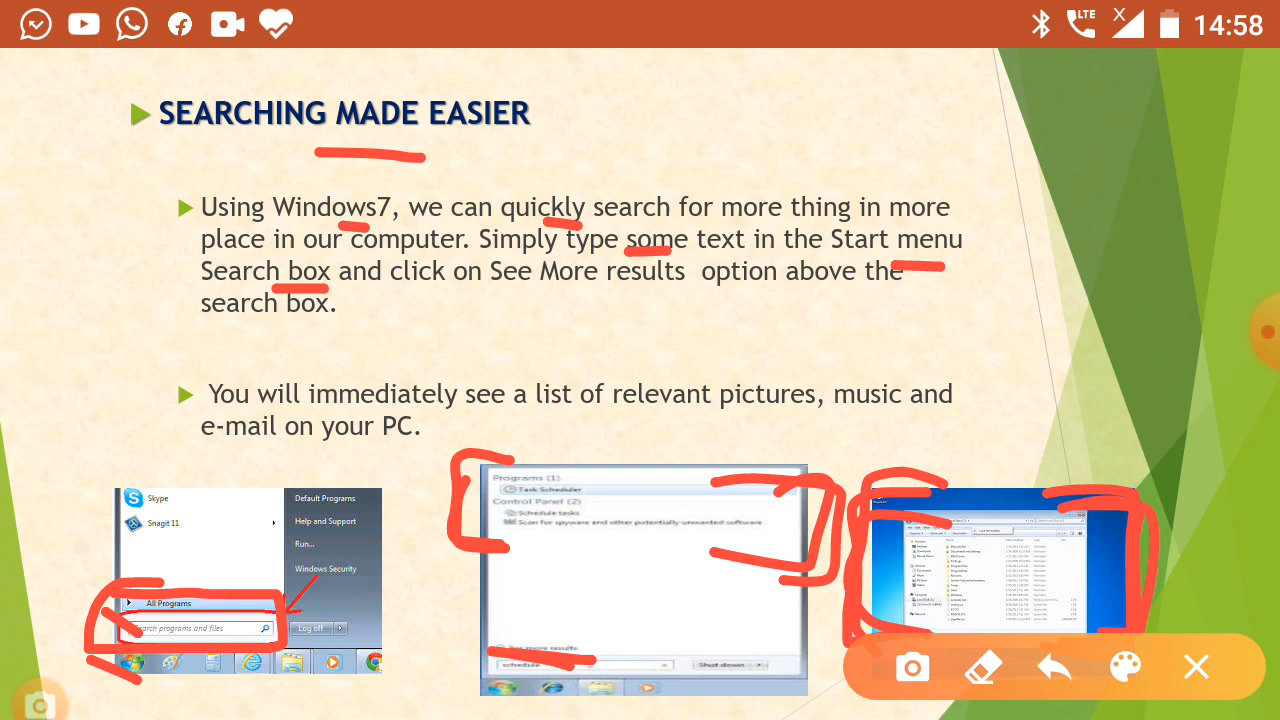 LTE
X
14:58
SEARCHING MADE EASIER
Using Windows7, we can quickly search for more thing in more
place in our computer. Simply type some text in the Start menu
Search box and click on See More results option above the
search box.
You will immediately see a list of relevant pictures, music and
e-mail on your PC.
Skype
Snagit 11
All Programs
Search programs and files
Default Programs
Help and Support
Run...
Windows Security
Log off
Programs (1)
Task Scheduler
Control Panel (2)
Schedule tasks
Scan for spyware and other potentially unwanted software
See more results
schedule
Shut down